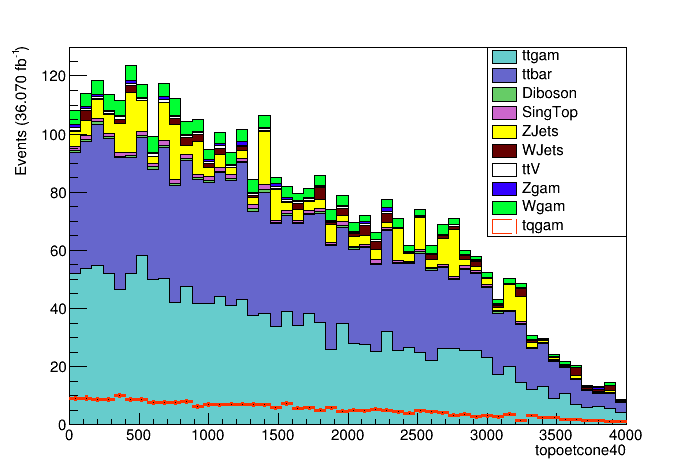 Events (36.070 fb⁻¹)
120
100
80
60
40
20
0
ttgam
ttbar
Diboson
SingTop
ZJets
WJets
ttV
Zgam
Wgam
tqgam
0 500 1000 1500 2000 2500 3000 3500 4000
topoetcone40